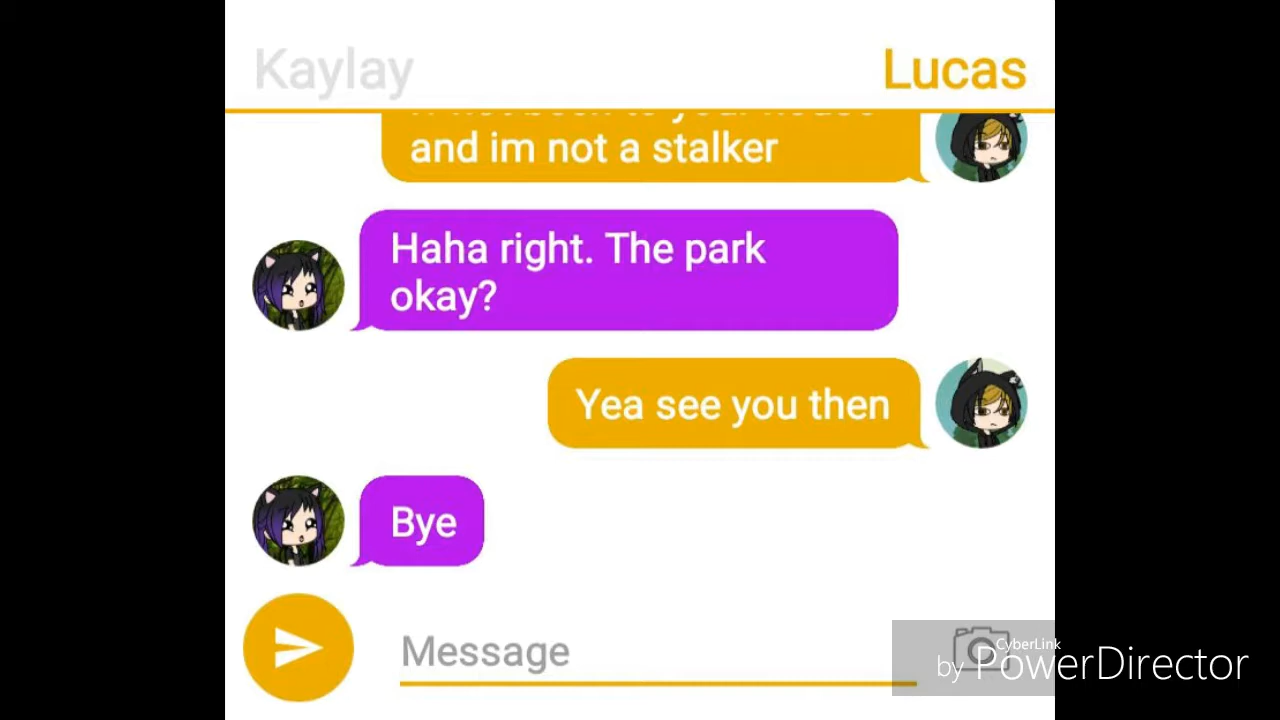 Kaylay
Lucas
and im not a stalker
Haha right. The park
okay?
Yea see you then
Bye
Message
CyberLink
by PowerDirector